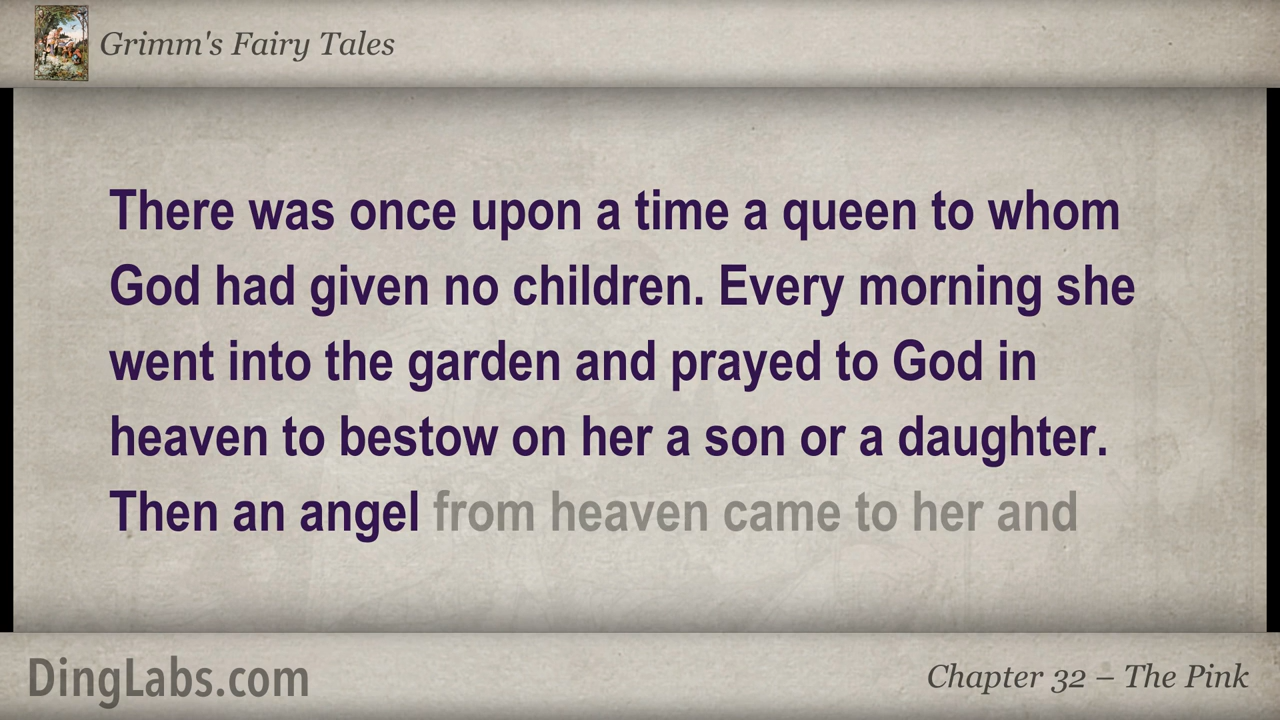 Grimm's Fairy Tales
There was once upon a time a queen to whom
God had given no children. Every morning she
went into the garden and prayed to God in
heaven to bestow on her a son or a daughter.
Then an angel from heaven came to her and
DingLabs.com
Chapter 32 – The Pink